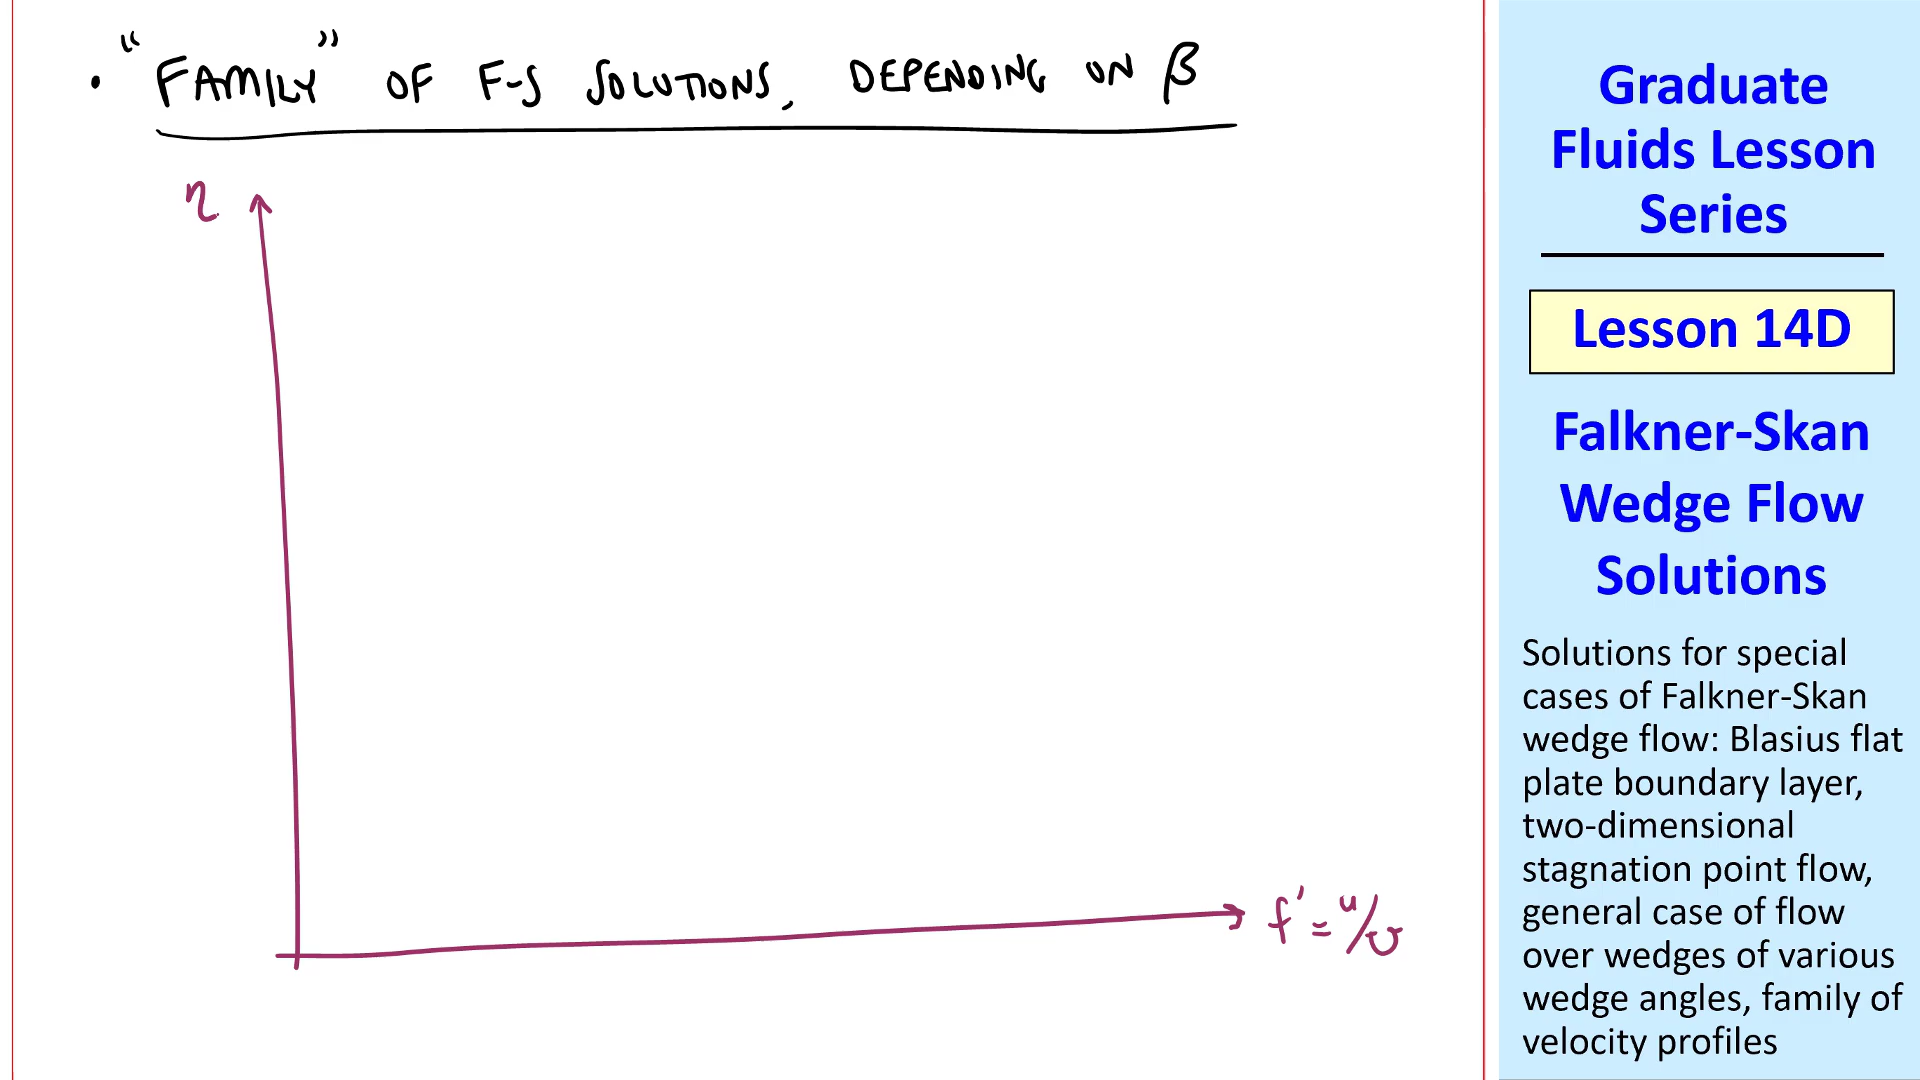 • "FAMILY" OF F-S SOLUTIONS, DEPENDING ON β
η
f' = u/U
Graduate
Fluids Lesson
Series
Lesson 14D
Falkner-Skan
Wedge Flow
Solutions
Solutions for special
cases of Falkner-Skan
wedge flow: Blasius flat
plate boundary layer,
two-dimensional
stagnation point flow,
general case of flow
over wedges of various
wedge angles, family of
velocity profiles